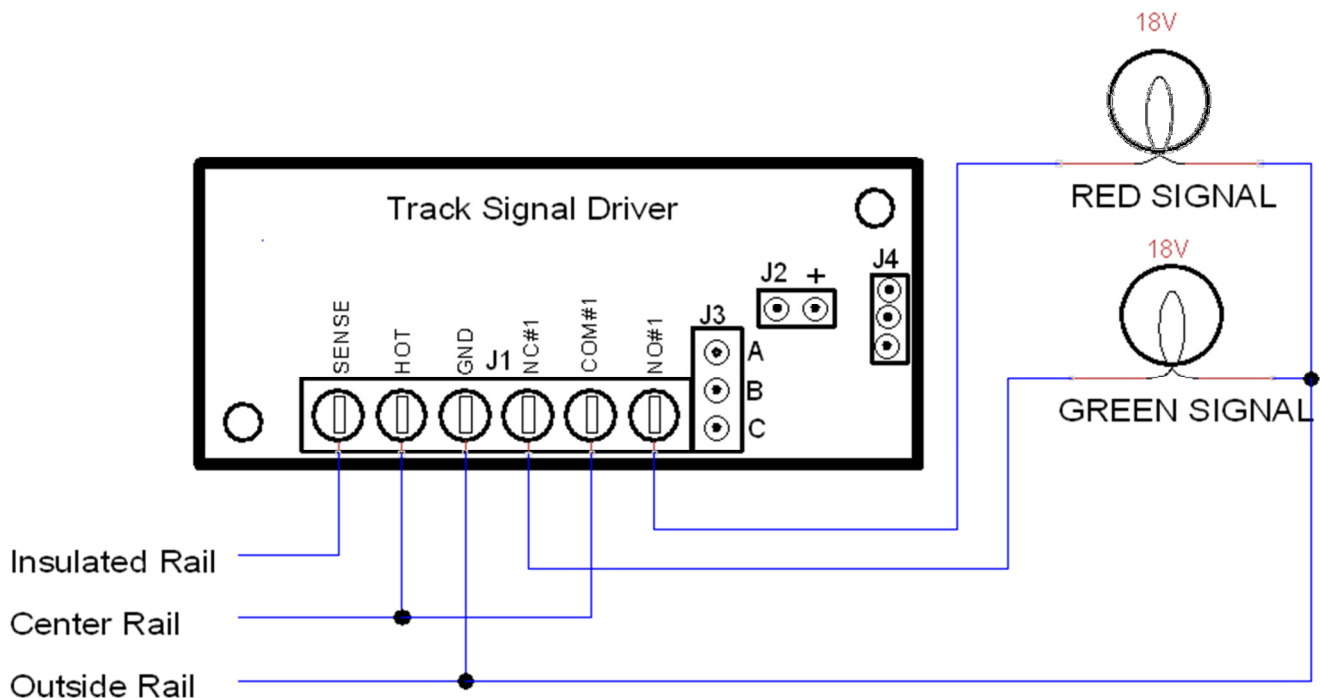 18V
RED SIGNAL
18V
GREEN SIGNAL
Track Signal Driver
J2 +
J4
J3
A
B
C
SENSE
HOT
GND
J1
NC#1
COM#1
NO#1
Insulated Rail
Center Rail
Outside Rail